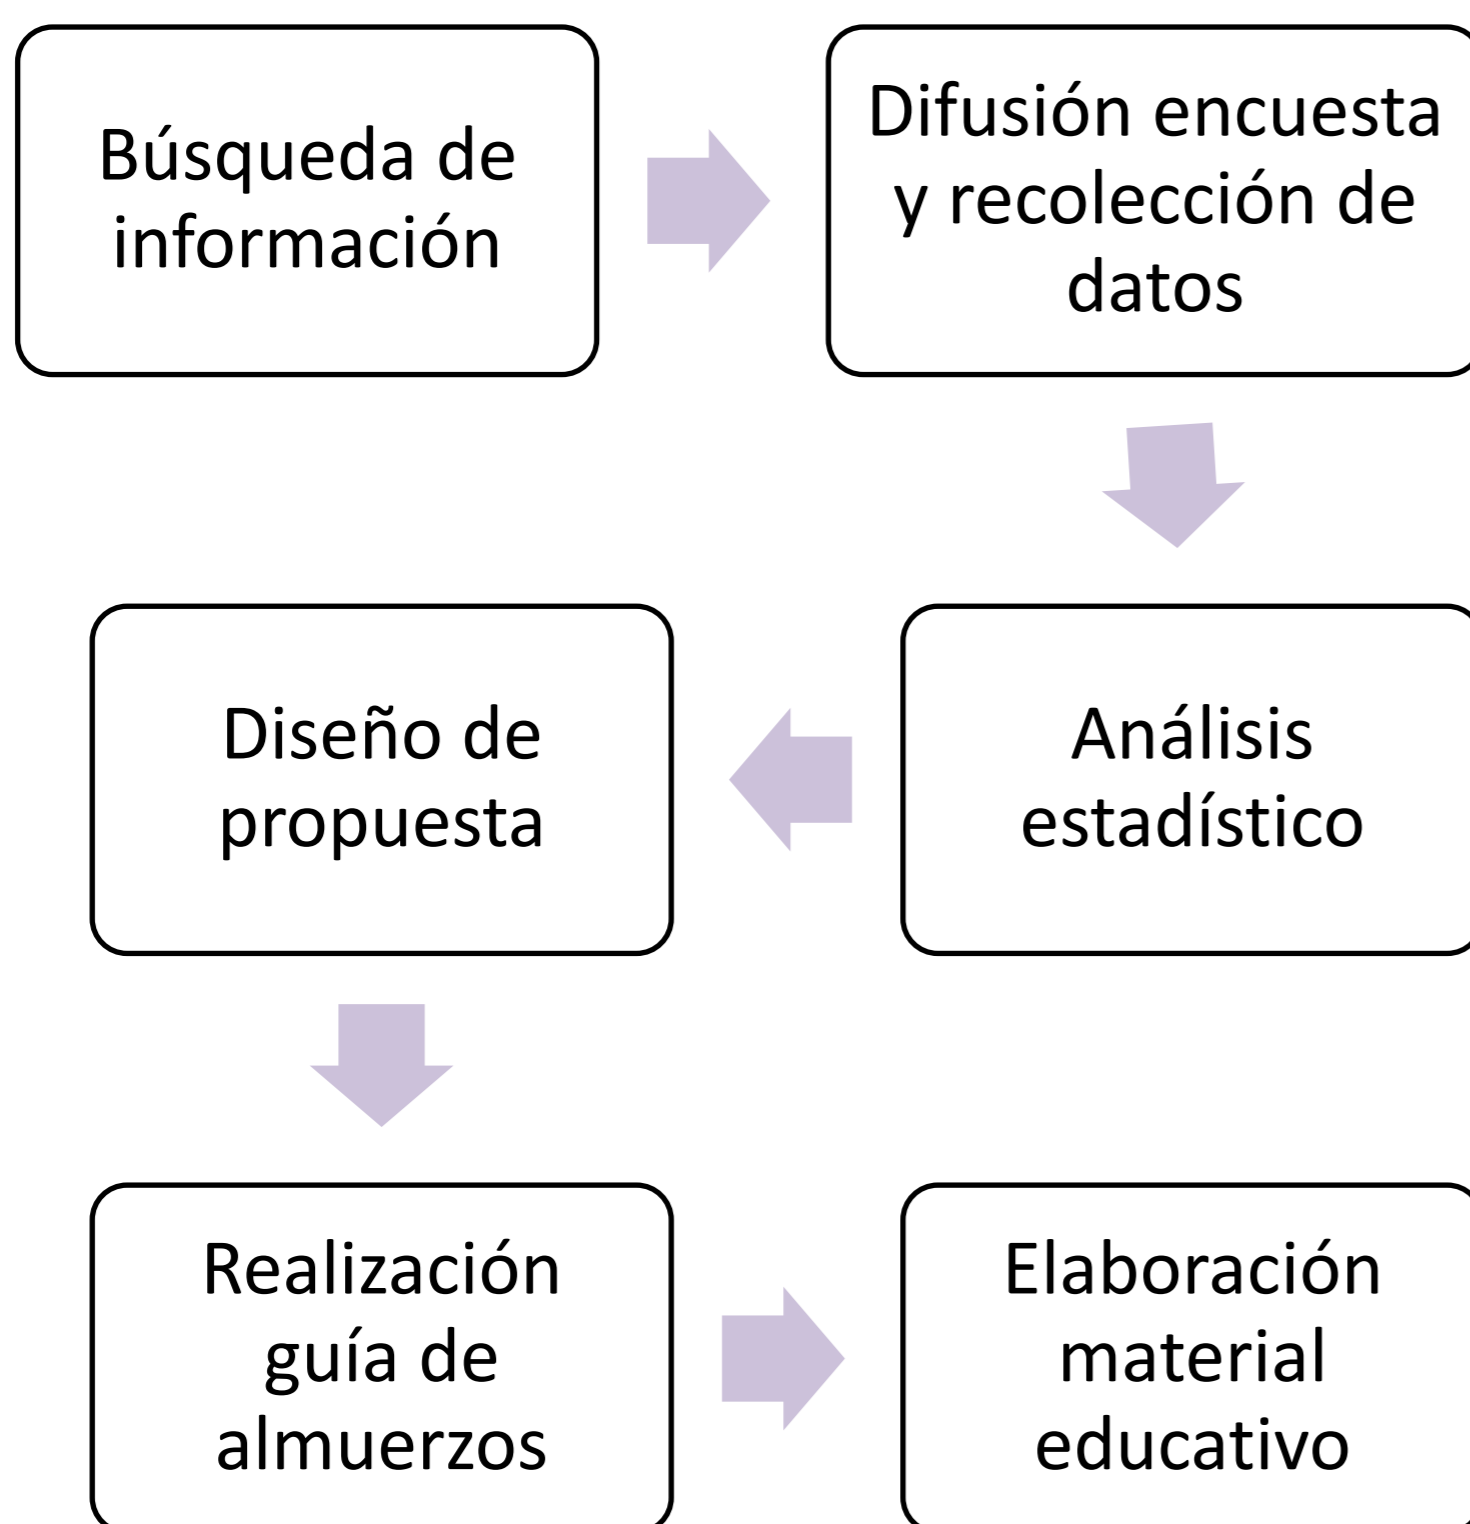 Búsqueda de
información
Difusión encuesta
y recolección de
datos
Análisis
estadístico
Diseño de
propuesta
Realización
guía de
almuerzos
Elaboración
material
educativo